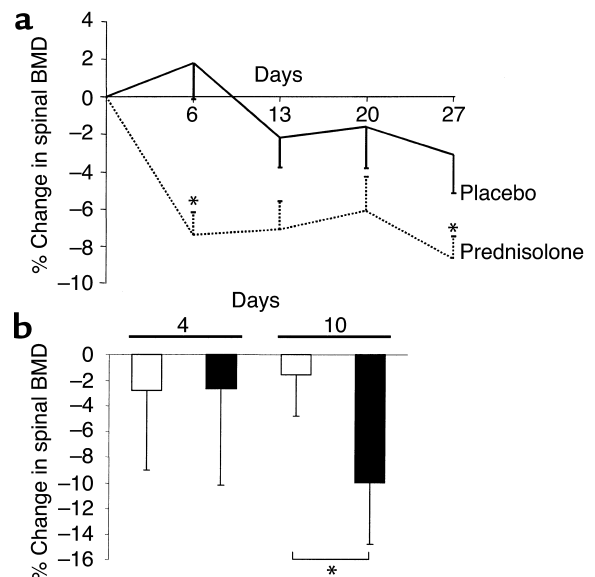 a
% Change in spinal BMD
4
2
0
−2
−4
−6
−8
−10
Days
6 13 20 27
*
*
Placebo
Prednisolone
b
Days
4 10
% Change in spinal BMD
0
−2
−4
−6
−8
−10
−12
−14
−16
*